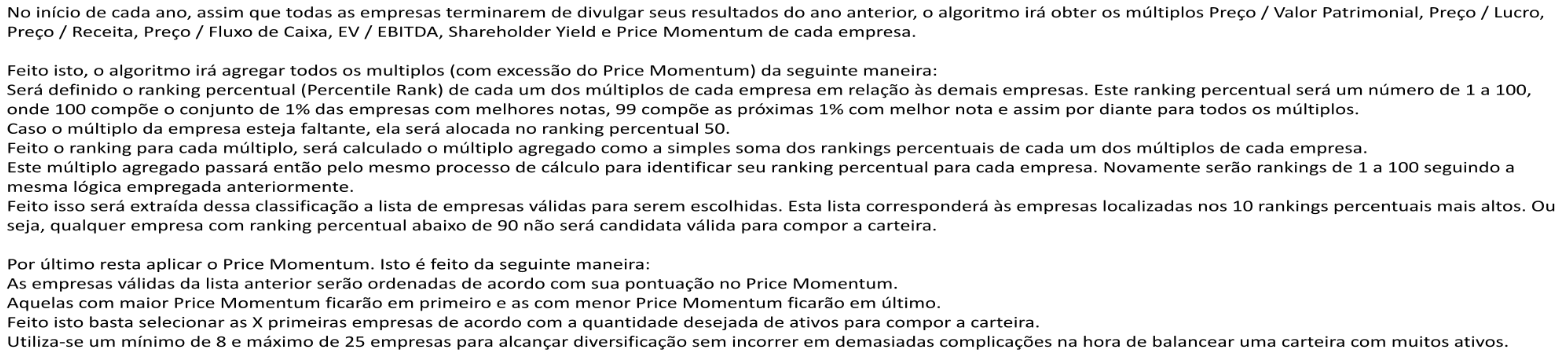 No início de cada ano, assim que todas as empresas terminarem de divulgar seus resultados do ano anterior, o algoritmo irá obter os múltiplos Preço / Valor Patrimonial, Preço / Lucro,
Preço / Receita, Preço / Fluxo de Caixa, EV / EBITDA, Shareholder Yield e Price Momentum de cada empresa.
Feito isto, o algoritmo irá agregar todos os multiplos (com excessão do Price Momentum) da seguinte maneira:
Será definido o ranking percentual (Percentile Rank) de cada um dos múltiplos de cada empresa em relação às demais empresas. Este ranking percentual será um número de 1 a 100,
onde 100 compõe o conjunto de 1% das empresas com melhores notas, 99 compõe as próximas 1% com melhor nota e assim por diante para todos os múltiplos.
Caso o múltiplo da empresa esteja faltante, ela será alocada no ranking percentual 50.
Feito o ranking para cada múltiplo, será calculado o múltiplo agregado como a simples soma dos rankings percentuais de cada um dos múltiplos de cada empresa.
Este múltiplo agregado passará então pelo mesmo processo de cálculo para identificar seu ranking percentual para cada empresa. Novamente serão rankings de 1 a 100 seguindo a
mesma lógica empregada anteriormente.
Feito isso será extraída dessa classificação a lista de empresas válidas para serem escolhidas. Esta lista corresponderá às empresas localizadas nos 10 rankings percentuais mais altos. Ou
seja, qualquer empresa com ranking percentual abaixo de 90 não será candidata válida para compor a carteira.
Por último resta aplicar o Price Momentum. Isto é feito da seguinte maneira:
As empresas válidas da lista anterior serão ordenadas de acordo com sua pontuação no Price Momentum.
Aquelas com maior Price Momentum ficarão em primeiro e as com menor Price Momentum ficarão em último.
Feito isto basta selecionar as X primeiras empresas de acordo com a quantidade desejada de ativos para compor a carteira.
Utiliza-se um mínimo de 8 e máximo de 25 empresas para alcançar diversificação sem incorrer em demasiadas complicações na hora de balancear uma carteira com muitos ativos.